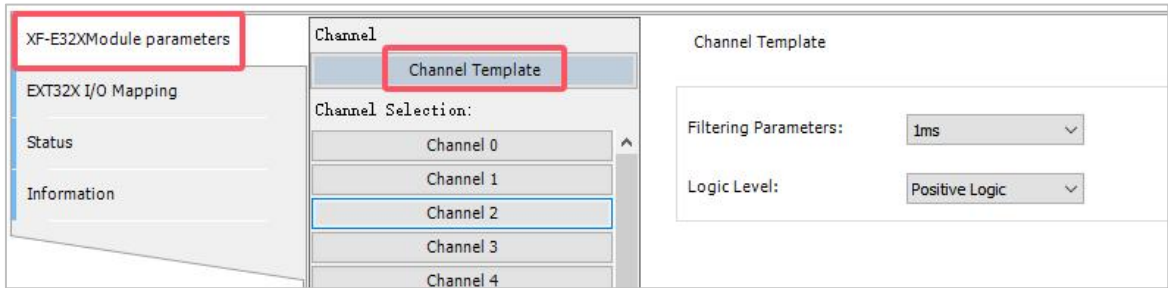 XF-E32XModule parameters
EXT32X I/O Mapping
Status
Information
Channel
Channel Template
Channel Selection:
Channel 0
Channel 1
Channel 2
Channel 3
Channel 4
Channel Template
Filtering Parameters: 1ms
Logic Level: Positive Logic